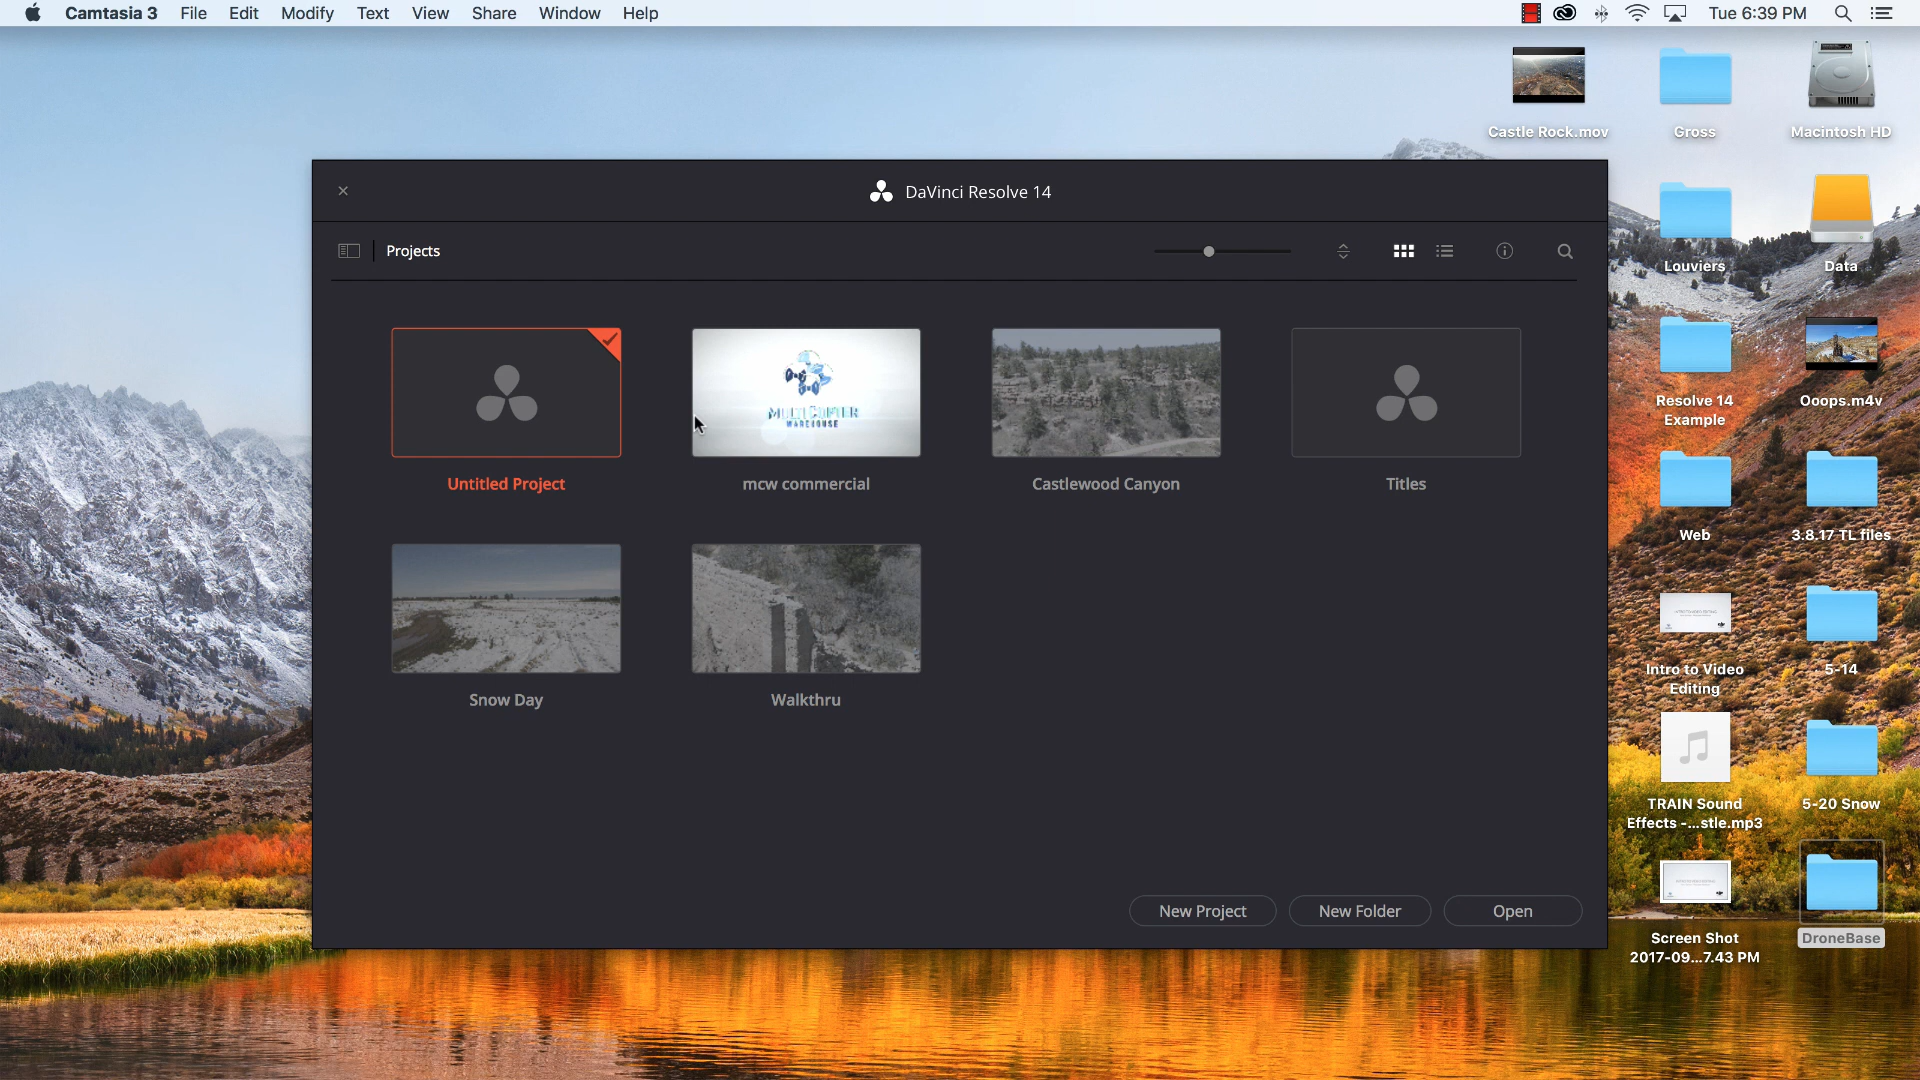 Camtasia 3 File Edit Modify Text View Share Window Help Tue 6:39 PM
Castle Rock.mov
Gross
Macintosh HD
DaVinci Resolve 14
Projects
Louviers
Data
MULTICOPTER
WAREHOUSE
Untitled Project
mcw commercial
Castlewood Canyon
Titles
Resolve 14
Example
Ooops.m4v
Web
3.8.17 TL files
Snow Day
Walkthru
Intro to Video
Editing
5-14
TRAIN Sound
Effects -...stle.mp3
5-20 Snow
New Project
New Folder
Open
Screen Shot
2017-09...7.43 PM
DroneBase